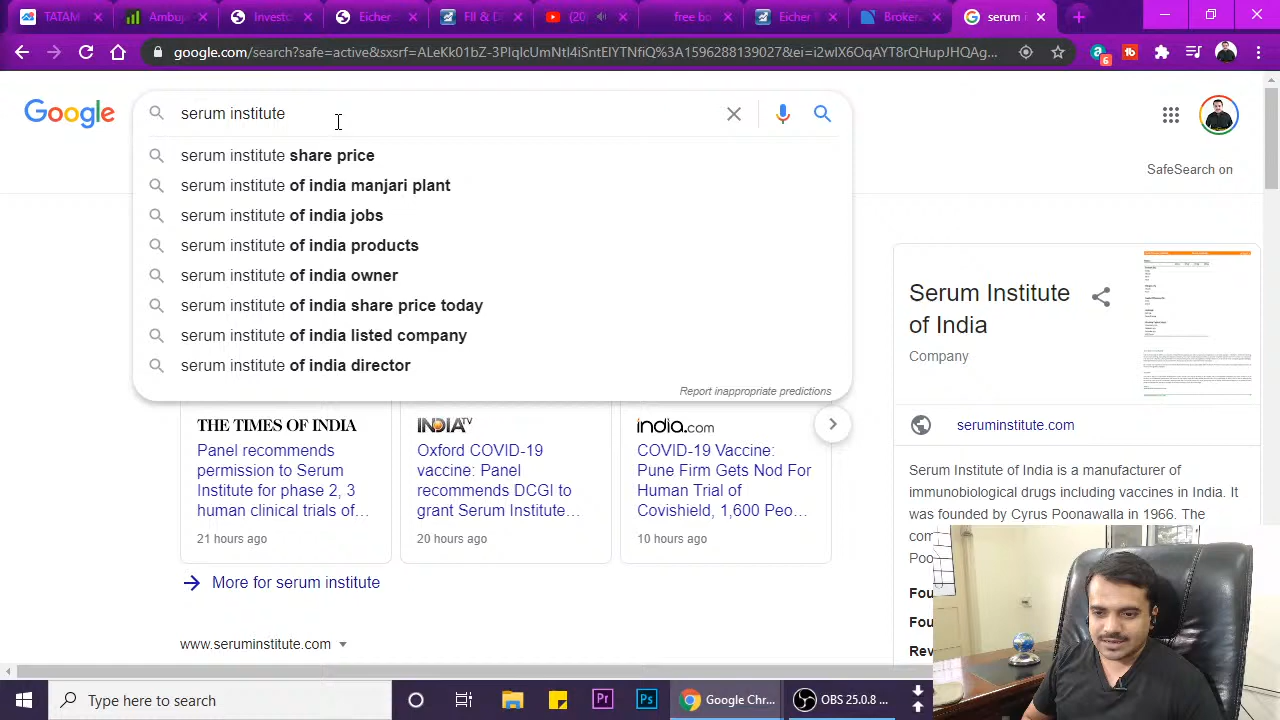 TATAM
Ambuj
Investo
Eicher
FII & D
(20
free bo
Eicher
Broken
serum i
google.com/search?safe=active&sxsrf=ALeKk01bZ-3PlqlcUmNtI4iSntElYTNfiQ%3A1596288139027&ei=i2wlX6OqAYT8rQHupJHQAg...
6
Google
serum institute
serum institute share price
serum institute of india manjari plant
serum institute of india jobs
serum institute of india products
serum institute of india owner
serum institute of india share price today
serum institute of india listed company
serum institute of india director
Report inappropriate predictions
SafeSearch on
THE TIMES OF INDIA
Panel recommends
permission to Serum
Institute for phase 2, 3
human clinical trials of...
21 hours ago
INDIA TV
Oxford COVID-19
vaccine: Panel
recommends DCGI to
grant Serum Institute...
20 hours ago
india.com
COVID-19 Vaccine:
Pune Firm Gets Nod For
Human Trial of
Covishield, 1,600 Peo...
10 hours ago
More for serum institute
www.seruminstitute.com
Serum Institute
of India
Company
seruminstitute.com
Serum Institute of India is a manufacturer of
immunobiological drugs including vaccines in India. It
was founded by Cyrus Poonawalla in 1966. The
com
Poo
Fou
Fou
Rev
Type here to search
Pr
Ps
Google Chr...
OBS 25.0.8 ...